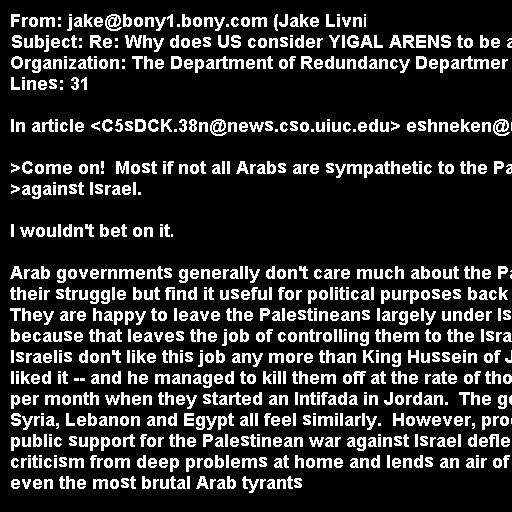 From: jake@bony1.bony.com (Jake Livni
Subject: Re: Why does US consider YIGAL ARENS to be a
Organization: The Department of Redundancy Departmer
Lines: 31

In article <C5sDCK.38n@news.cso.uiuc.edu> eshneken@

>Come on!  Most if not all Arabs are sympathetic to the Pa
>against Israel.

I wouldn't bet on it.

Arab governments generally don't care much about the Pa
their struggle but find it useful for political purposes back
They are happy to leave the Palestineans largely under Is
because that leaves the job of controlling them to the Isra
Israelis don't like this job any more than King Hussein of J
liked it -- and he managed to kill them off at the rate of tho
per month when they started an Intifada in Jordan.  The go
Syria, Lebanon and Egypt all feel similarly.  However, pro
public support for the Palestinean war against Israel defle
criticism from deep problems at home and lends an air of
even the most brutal Arab tyrants